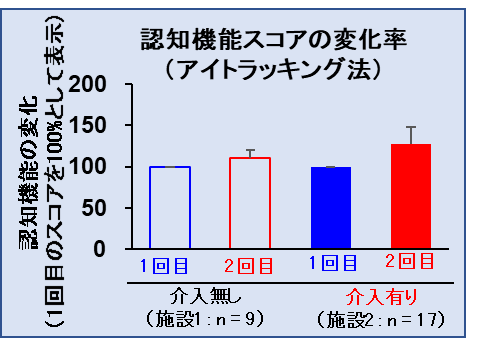 認知機能スコアの変化率
（アイトラッキング法）
認知機能の変化
（1回目のスコアを100%として表示）
200
150
100
50
0
1回目 2回目 1回目 2回目
介入無し 介入有り
（施設1：n＝9） （施設2：n＝17）